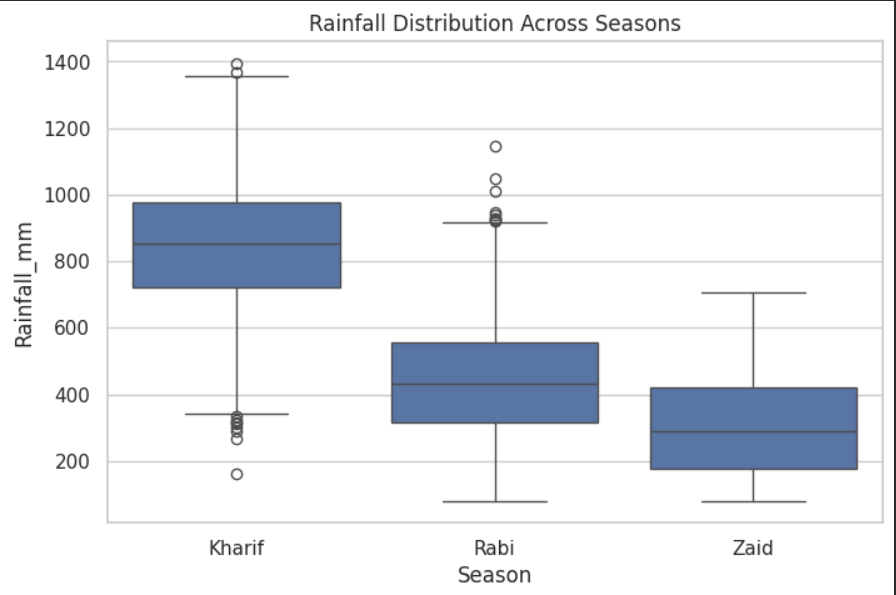 Rainfall Distribution Across Seasons
1400
1200
1000
800
600
400
200
Rainfall_mm
Kharif Rabi Zaid
Season